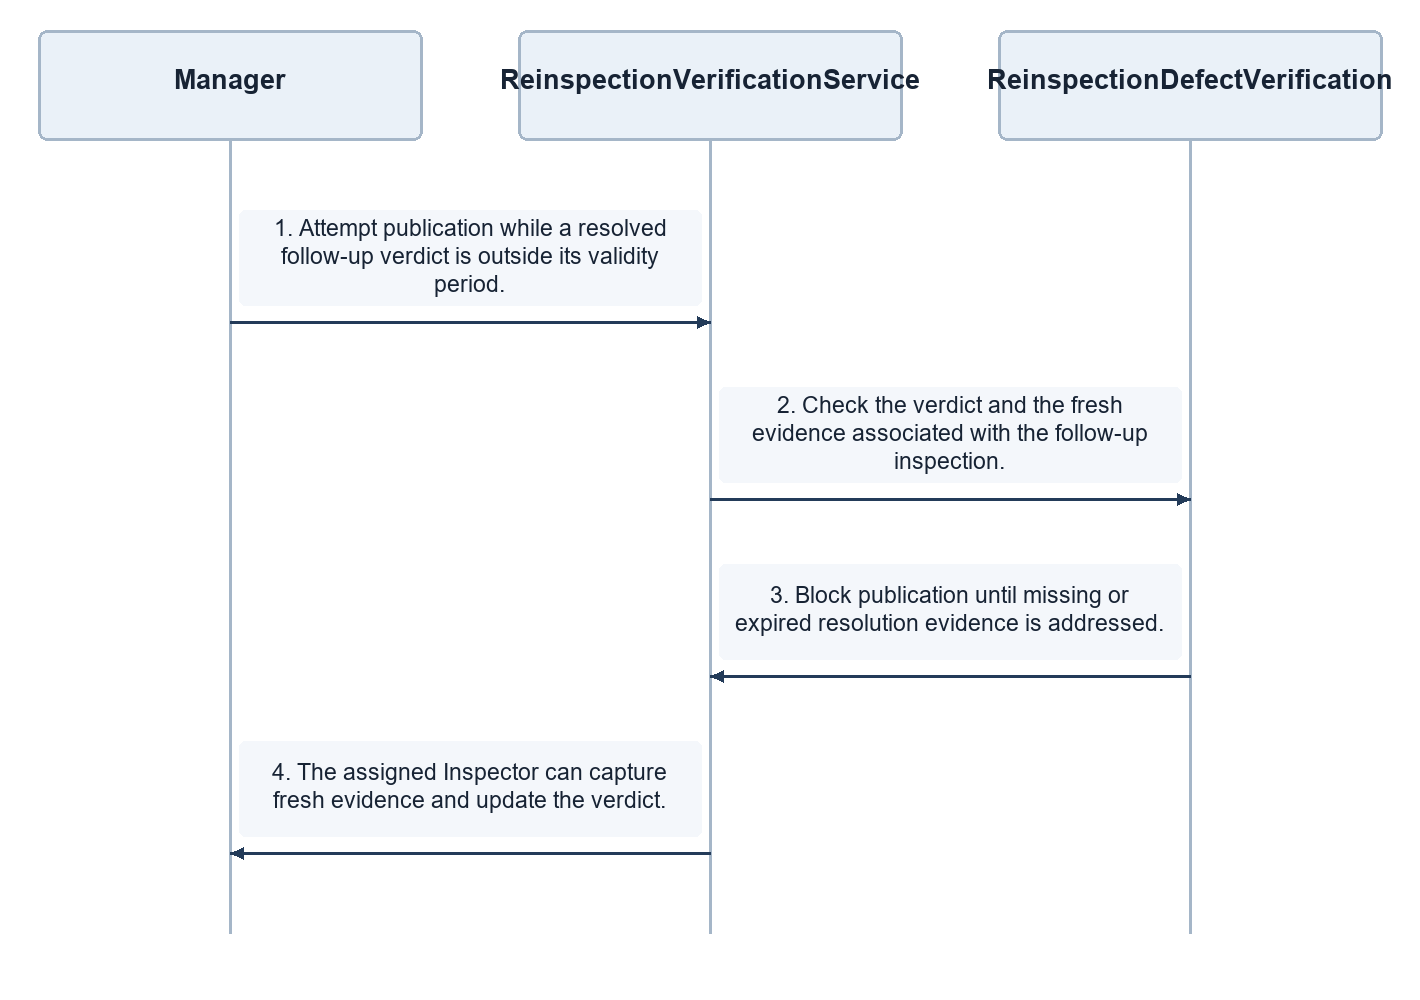 Manager
ReinspectionVerificationService
ReinspectionDefectVerification
1. Attempt publication while a resolved
follow-up verdict is outside its validity
period.
2. Check the verdict and the fresh
evidence associated with the follow-up
inspection.
3. Block publication until missing or
expired resolution evidence is addressed.
4. The assigned Inspector can capture
fresh evidence and update the verdict.